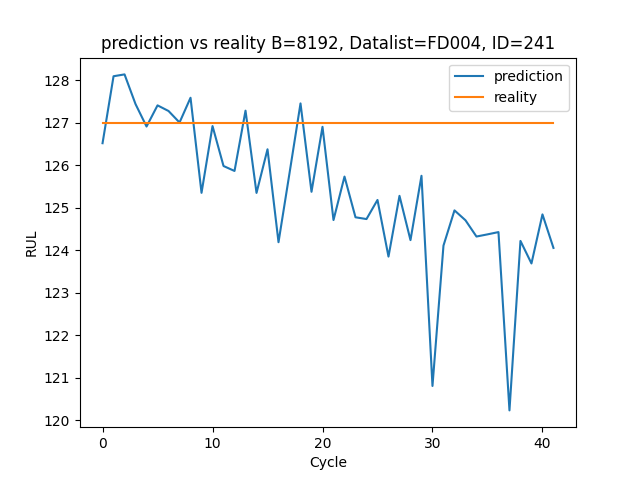 prediction vs reality B=8192, Datalist=FD004, ID=241
prediction
reality
128
127
126
125
124
123
122
121
120
RUL
0 10 20 30 40
Cycle